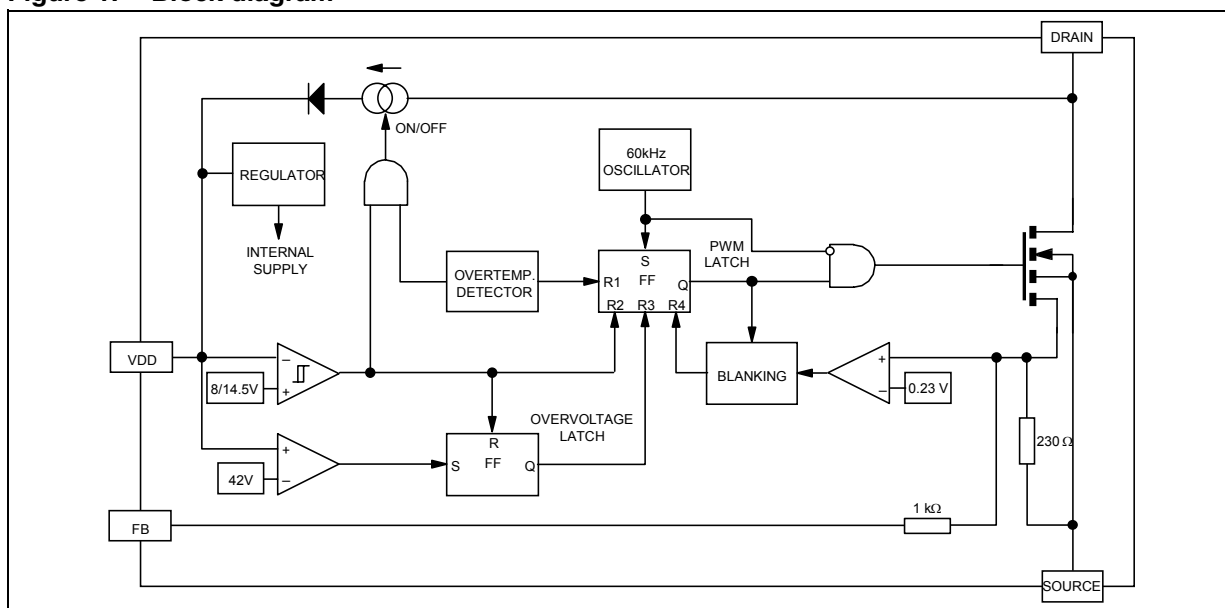 Figure 1. Block diagram
DRAIN
ON/OFF
60kHz
OSCILLATOR
REGULATOR
INTERNAL
SUPPLY
PWM
LATCH
S
FF
R1
Q
R2 R3 R4
OVERTEMP.
DETECTOR
VDD
8/14.5V
−
+
BLANKING
+
−
0.23 V
OVERVOLTAGE
LATCH
R
S
FF
Q
230 Ω
+
−
42V
1 kΩ
FB
SOURCE